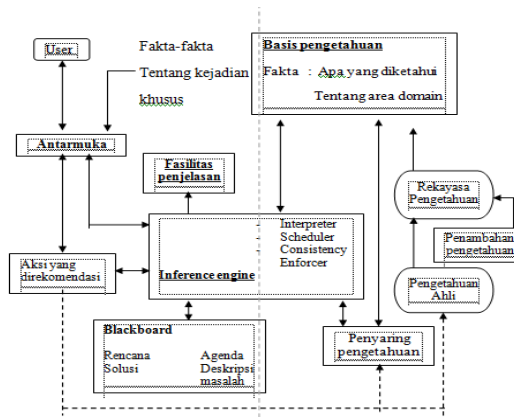 User
Fakta-fakta
Tentang kejadian
khusus
Basis pengetahuan
Fakta : Apa yang diketahui
Tentang area domain
Antarmuka
Fasilitas
penjelasan
Rekayasa
Pengetahuan
Penambahan
pengetahuan
- Interpreter
- Scheduler
- Consistency
Enforcer
Inference engine
Aksi yang
direkomendasi
Pengetahuan
Ahli
Blackboard
Rencana Agenda
Solusi Deskripsi
masalah
Penyaring
pengetahuan